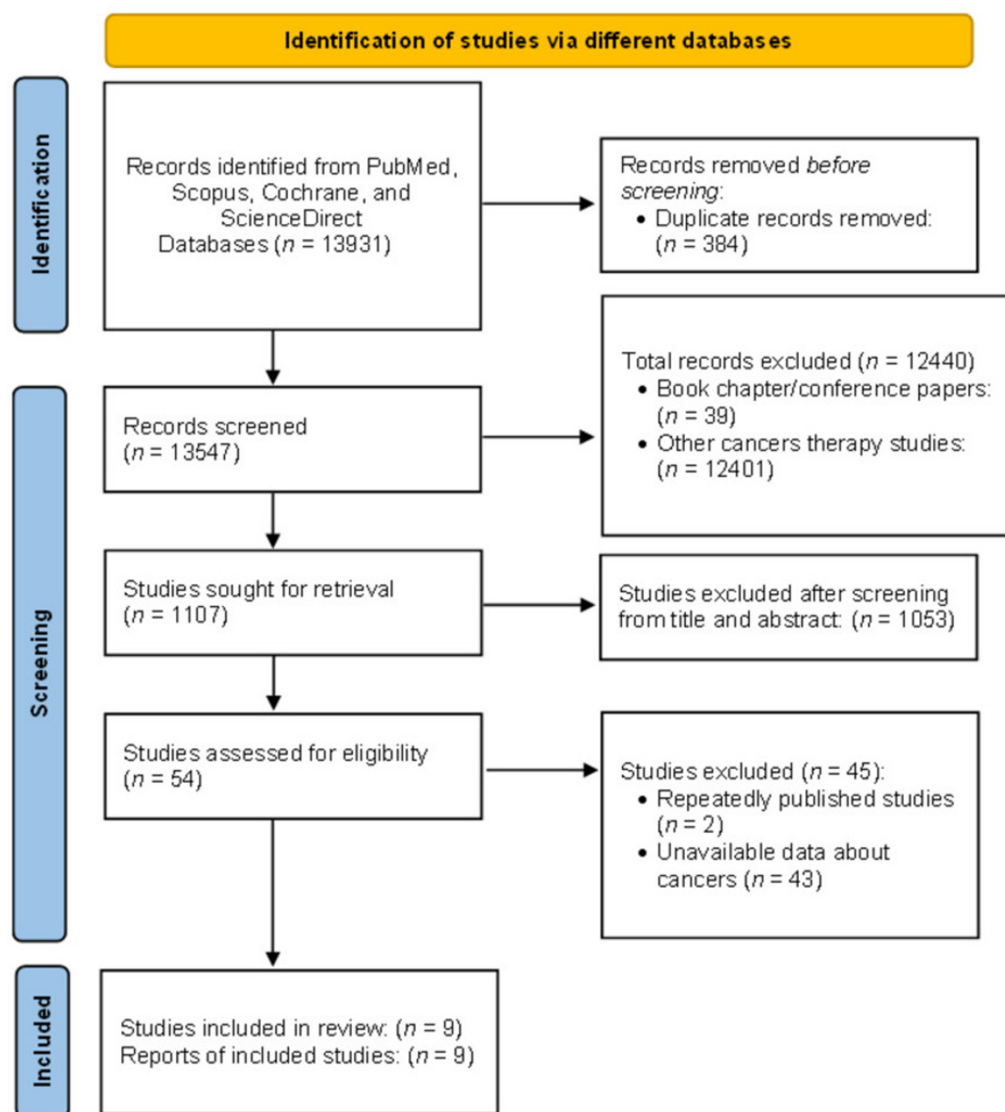 Identification of studies via different databases
Identification
Records identified from PubMed,
Scopus, Cochrane, and
ScienceDirect
Databases (n = 13931)
Records removed before
screening:
• Duplicate records removed:
(n = 384)
Screening
Records screened
(n = 13547)
Total records excluded (n = 12440)
• Book chapter/conference papers:
(n = 39)
• Other cancers therapy studies:
(n = 12401)
Studies sought for retrieval
(n = 1107)
Studies excluded after screening
from title and abstract: (n = 1053)
Studies assessed for eligibility
(n = 54)
Studies excluded (n = 45):
• Repeatedly published studies
(n = 2)
• Unavailable data about
cancers (n = 43)
Included
Studies included in review: (n = 9)
Reports of included studies: (n = 9)